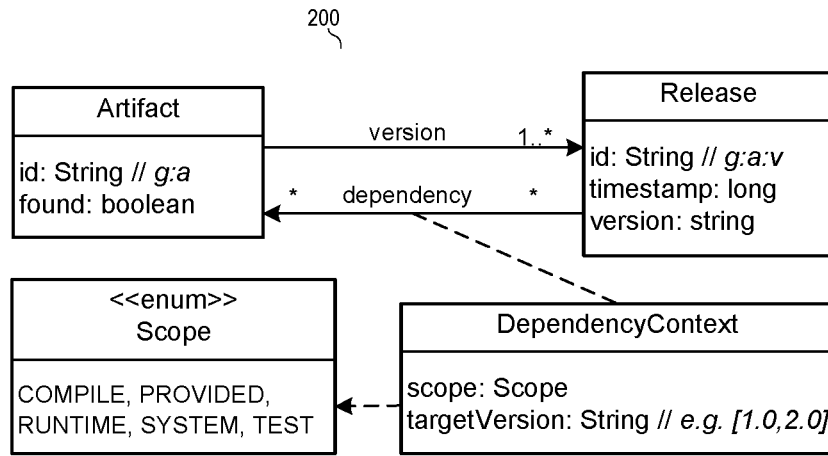 200
Artifact
id: String // g:a
found: boolean
version 1..*
* dependency *
Release
id: String // g:a:v
timestamp: long
version: string
<<enum>>
Scope
COMPILE, PROVIDED,
RUNTIME, SYSTEM, TEST
DependencyContext
scope: Scope
targetVersion: String // e.g. [1.0,2.0]